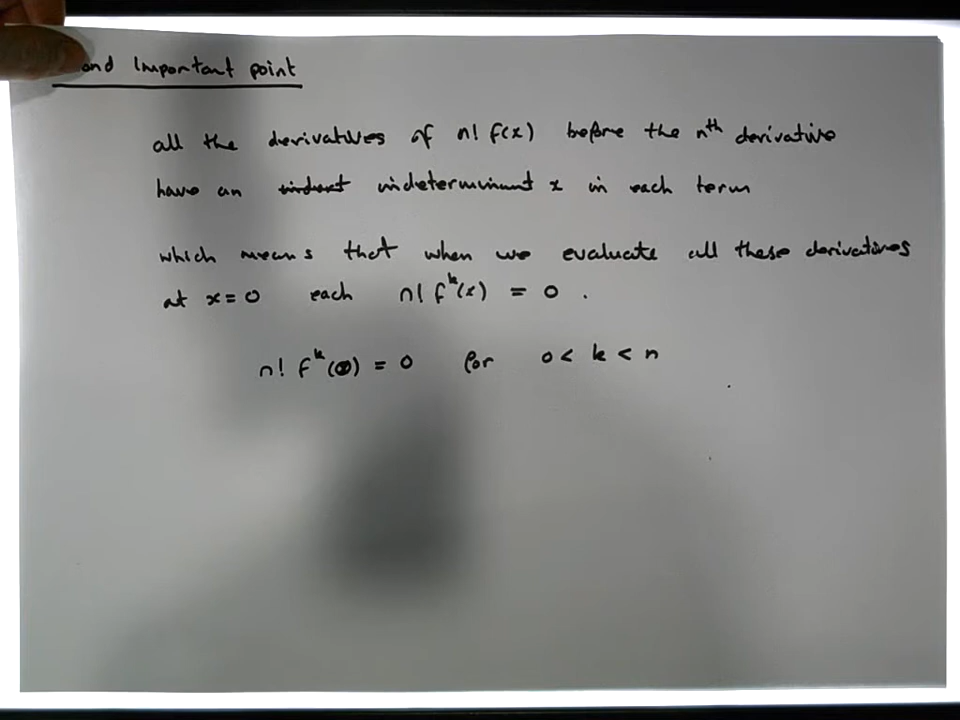 ond Important point
all the derivatives of n! f(x) before the nth derivative
have an indeterminant x in each term
which means that when we evaluate all these derivatives
at x=0 each n! f^k(x) = 0 .
n! f^k(0) = 0 for 0 < k < n